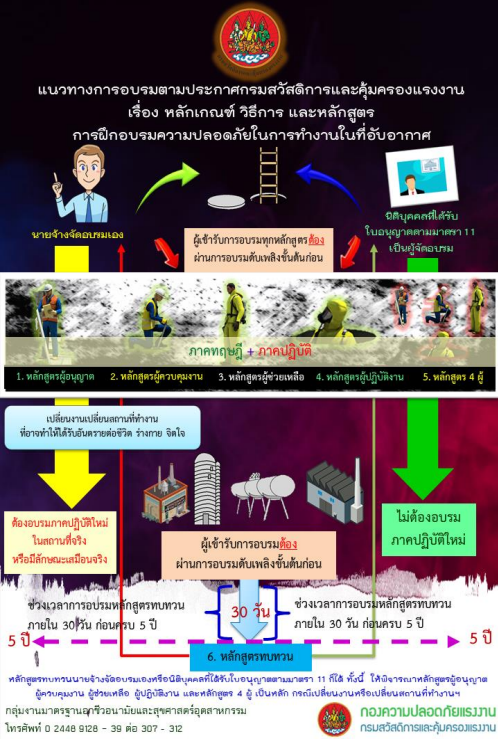 แนวทางการอบรมตามประกาศกรมสวัสดิการและคุ้มครองแรงงาน
เรื่อง หลักเกณฑ์ วิธีการ และหลักสูตร
การฝึกอบรมความปลอดภัยในการทำงานในที่อับอากาศ
นายจ้างจัดอบรมเอง
ผู้เข้ารับการอบรมทุกหลักสูตรต้อง
ผ่านการอบรมดับเพลิงขั้นต้นก่อน
นิติบุคคลที่ได้รับ
ใบอนุญาตตามมาตรา 11
เป็นผู้จัดอบรม
ภาคทฤษฎี + ภาคปฏิบัติ
1. หลักสูตรผู้อนุญาต
2. หลักสูตรผู้ควบคุมงาน
3. หลักสูตรผู้ช่วยเหลือ
4. หลักสูตรผู้ปฏิบัติงาน
5. หลักสูตร 4 ผู้
เปลี่ยนงานเปลี่ยนสถานที่ทำงาน
ที่อาจทำให้ได้รับอันตรายต่อชีวิต ร่างกาย จิตใจ
ต้องอบรมภาคปฏิบัติใหม่
ในสถานที่จริง
หรือมีลักษณะเสมือนจริง
ผู้เข้ารับการอบรมต้อง
ผ่านการอบรมดับเพลิงขั้นต้นก่อน
ไม่ต้องอบรม
ภาคปฏิบัติใหม่
ช่วงเวลาการอบรมหลักสูตรทบทวน
ภายใน 30 วัน ก่อนครบ 5 ปี
30 วัน
ช่วงเวลาการอบรมหลักสูตรทบทวน
ภายใน 30 วัน ก่อนครบ 5 ปี
5 ปี
5 ปี
6. หลักสูตรทบทวน
หลักสูตรทบทวนนายจ้างจัดอบรมเองหรือนิติบุคคลที่ได้รับใบอนุญาตตามมาตรา 11 ก็ได้ ทั้งนี้ ให้พิจารณาหลักสูตรผู้อนุญาต
ผู้ควบคุมงาน ผู้ช่วยเหลือ ผู้ปฏิบัติงาน และหลักสูตร 4 ผู้ เป็นหลัก กรณีเปลี่ยนงานหรือเปลี่ยนสถานที่ทำงานฯ
กลุ่มงานมาตรฐานอาชีวอนามัยและสุขศาสตร์อุตสาหกรรม
โทรศัพท์ 0 2448 9128 – 39 ต่อ 307 - 312
กองความปลอดภัยแรงงาน
กรมสวัสดิการและคุ้มครองแรงงาน